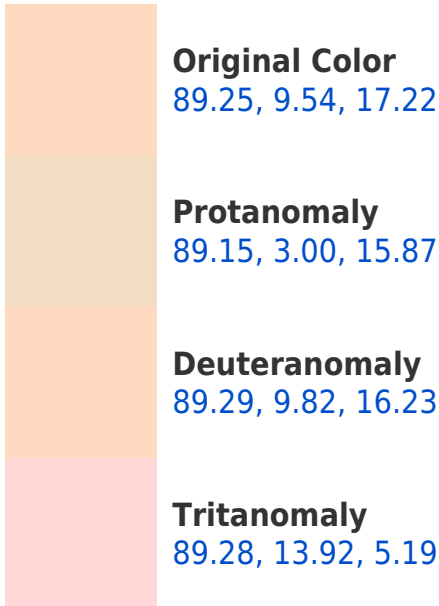 Original Color
89.25, 9.54, 17.22
Protanomaly
89.15, 3.00, 15.87
Deuteranomaly
89.29, 9.82, 16.23
Tritanomaly
89.28, 13.92, 5.19